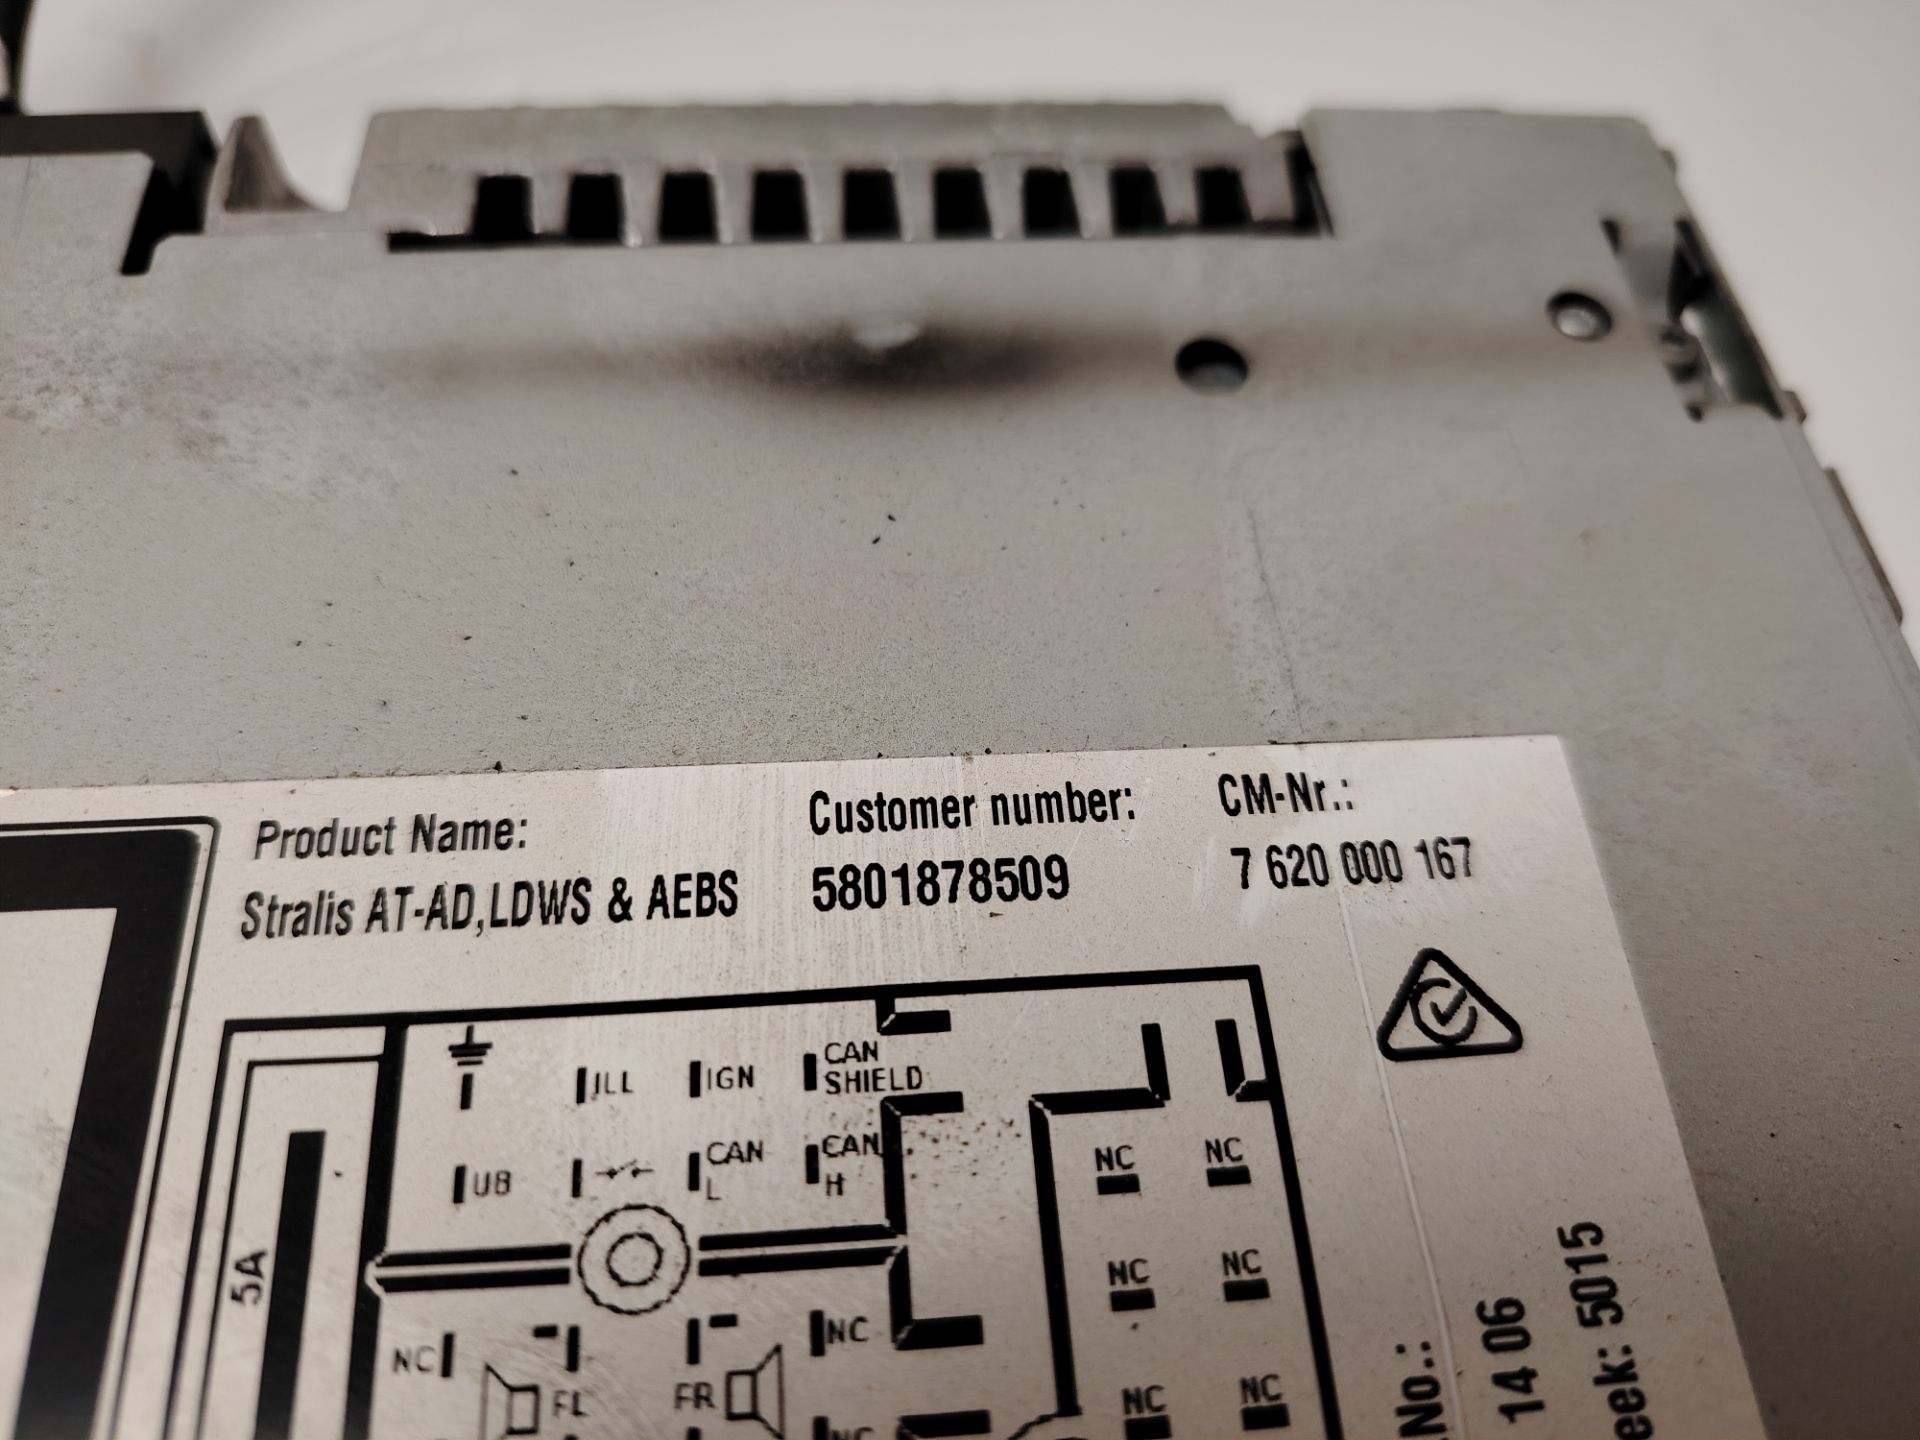 Product Name:
Stralis AT-AD,LDWS & AEBS
Customer number:
5801878509
CM-Nr.:
7 620 000 167
ILL
IGN
CAN
SHIELD
UB
CAN
L
CAN
H
NC
NC
5A
NC
NC
NC
NC
FL
FR
NC
NC
NC
No.:
14 06
eek: 5015